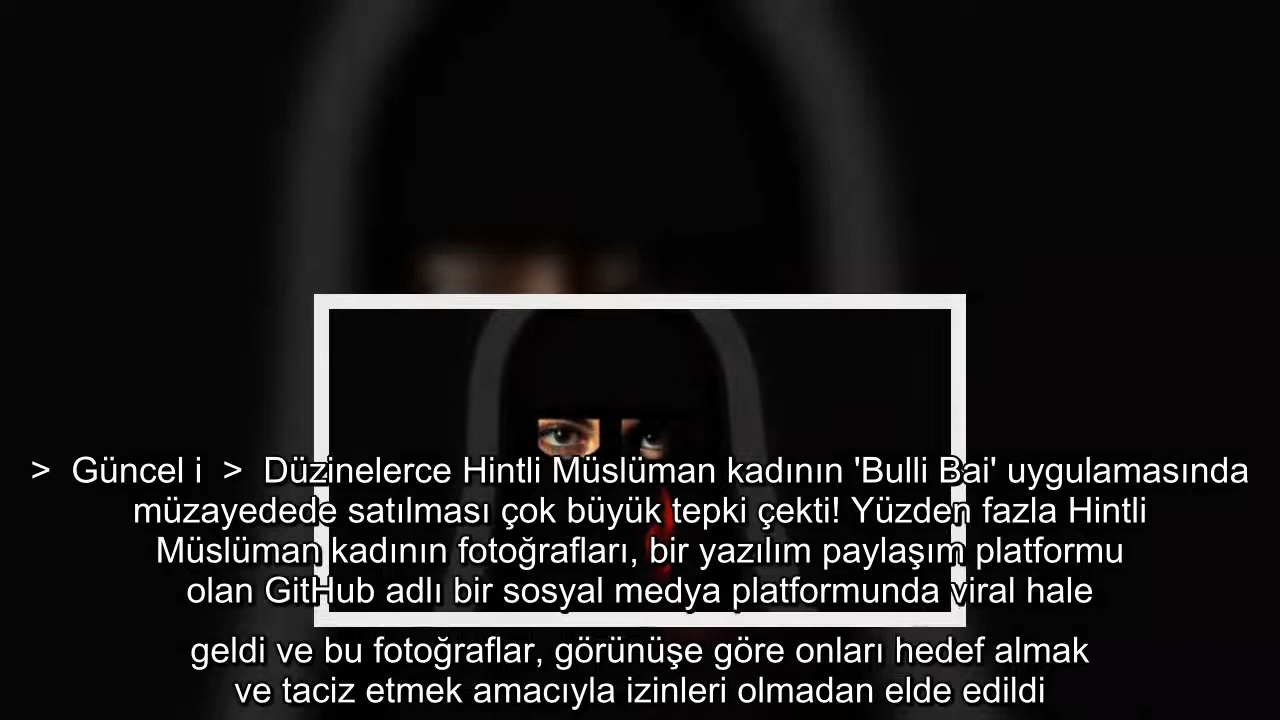 > Güncel i > Düzinelerce Hintli Müslüman kadının 'Bulli Bai' uygulamasında
müzayedede satılması çok büyük tepki çekti! Yüzden fazla Hintli
Müslüman kadının fotoğrafları, bir yazılım paylaşım platformu
olan GitHub adlı bir sosyal medya platformunda viral hale
geldi ve bu fotoğraflar, görünüşe göre onları hedef almak
ve taciz etmek amacıyla izinleri olmadan elde edildi